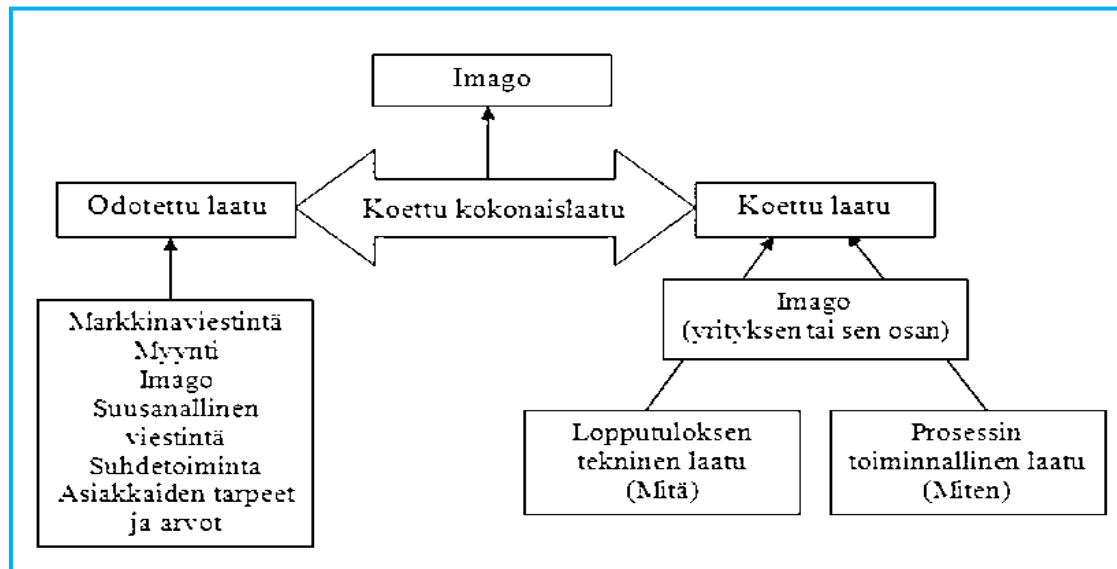 Imago
Odotettu laatu
Koettu kokonaislaatu
Koettu laatu
Markkinaviestintä
Myynti
Imago
Suusanallinen
viestintä
Suhdetoiminta
Asiakkaiden tarpeet
ja arvot
Imago
(yrityksen tai sen osan)
Lopputuloksen
tekninen laatu
(Mitä)
Prosessin
toiminnallinen laatu
(Miten)